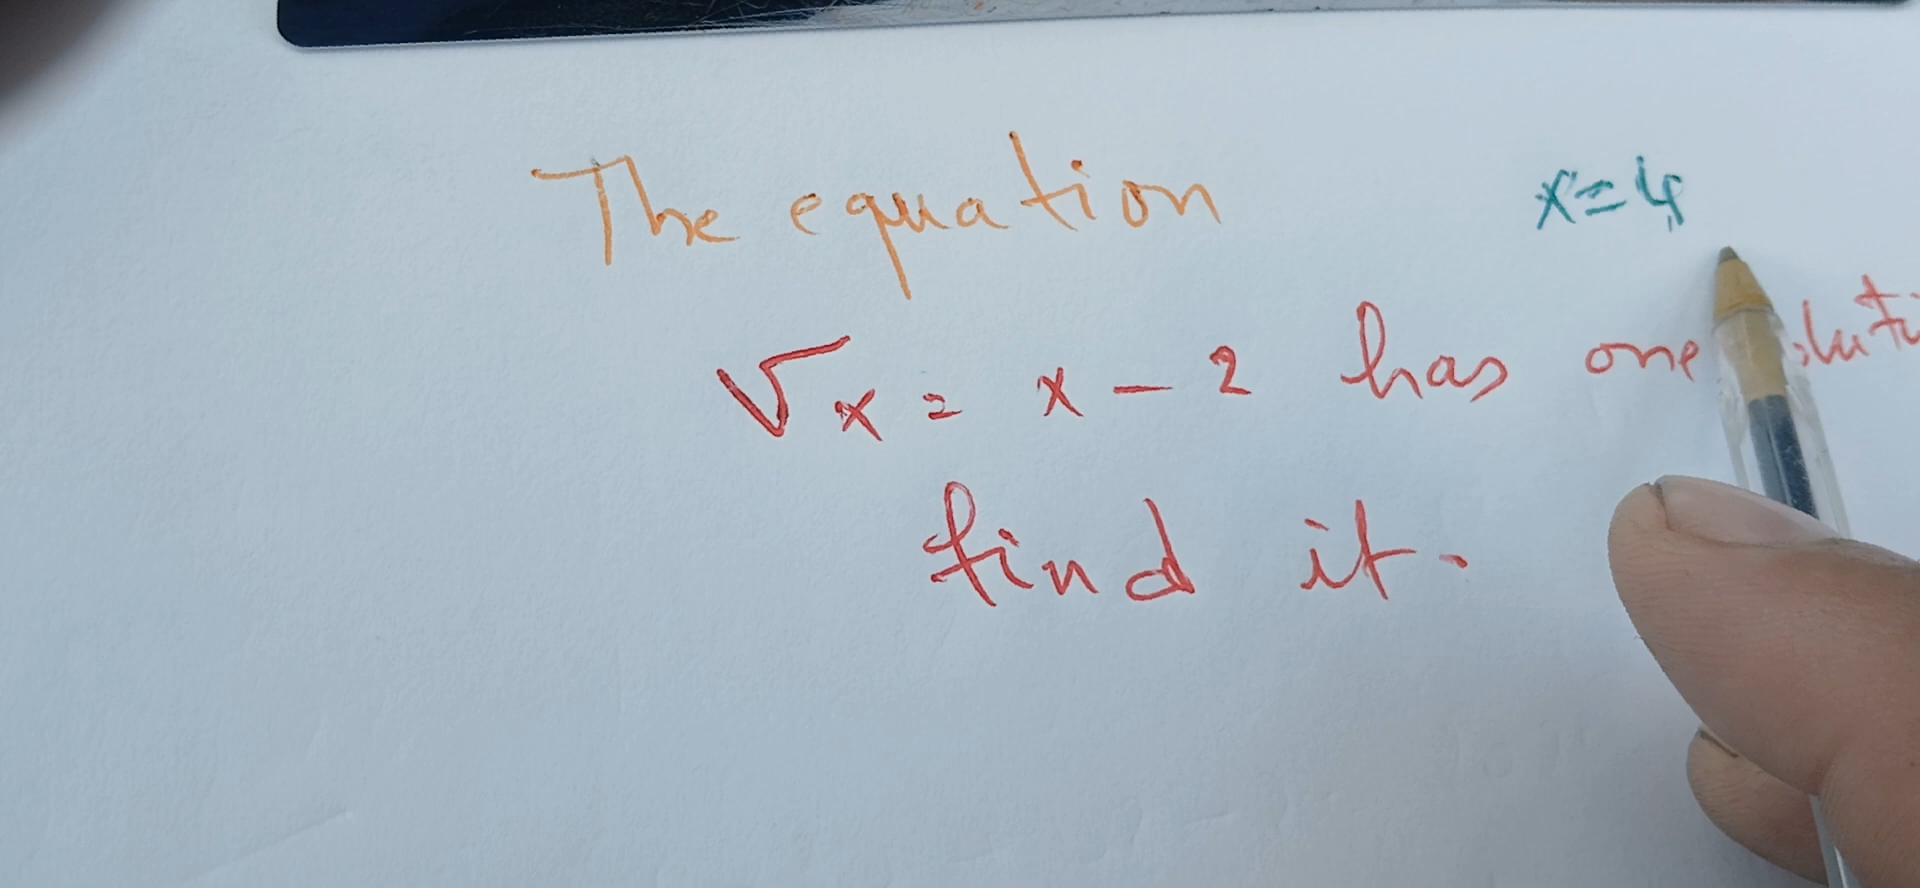 The equation
x = 4
√x = x - 2 has one
find it.